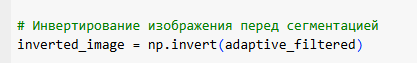 # Инвертирование изображения перед сегментацией
inverted_image = np.invert(adaptive_filtered)